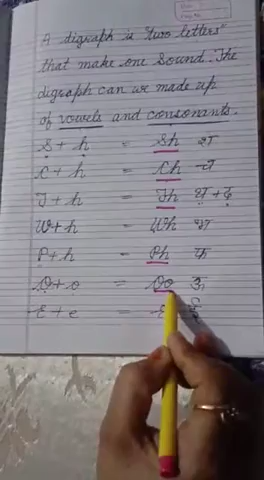 A digraph is "two letters"
that make one sound. The
digraph can we made up
of vowels and consonants.
S + h = Sh श
C + h = Ch च
T + h = Th थ + द
W + h = Wh व
P + h = Ph फ
O + o = Oo ऊ
E + e = E